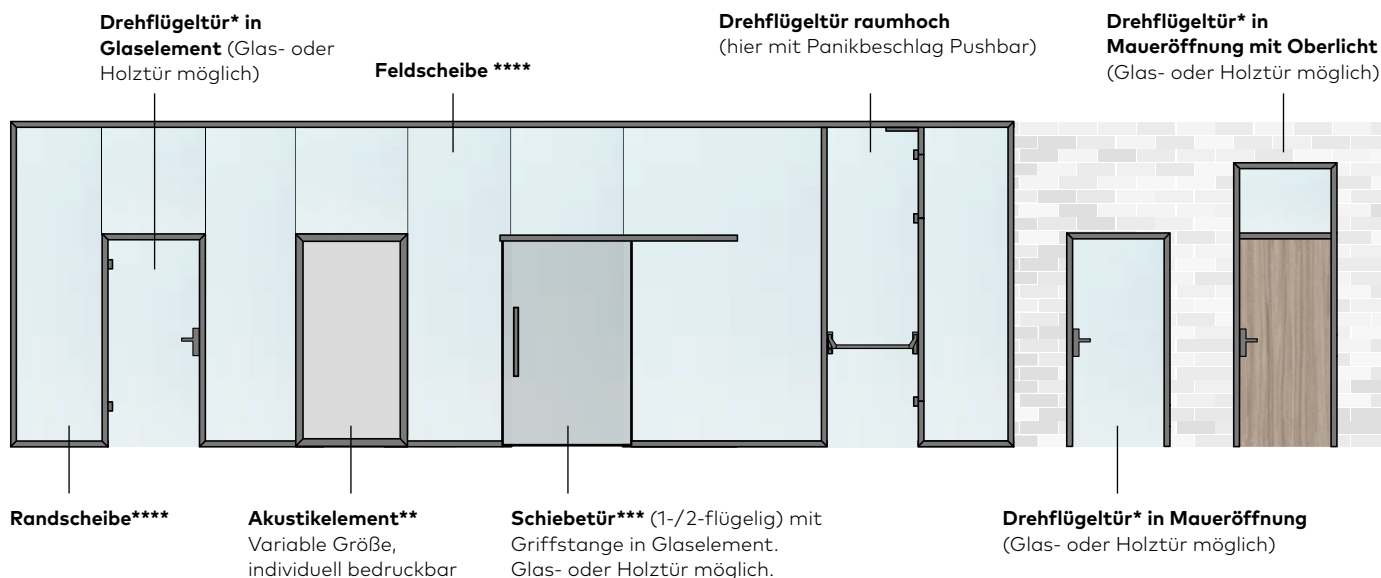 Drehflügeltür* in
Glaselement (Glas- oder
Holztür möglich)
Feldscheibe ****
Drehflügeltür raumhoch
(hier mit Panikbeschlag Pushbar)
Drehflügeltür* in
Maueröffnung mit Oberlicht
(Glas- oder Holztür möglich)
Randscheibe****
Akustikelement**
Variable Größe,
individuell bedruckbar
Schiebetür*** (1-/2-flügelig) mit
Griffstange in Glaselement.
Glas- oder Holztür möglich.
Drehflügeltür* in Maueröffnung
(Glas- oder Holztür möglich)